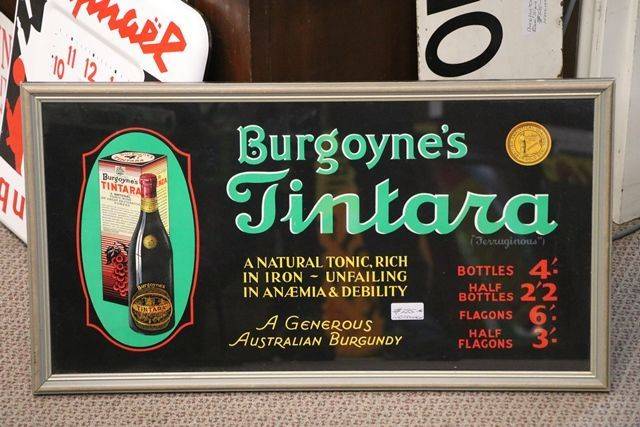 10 11 12
Burgoyne's
Tintara
("Ferruginous")
Burgoyne's
TINTARA
Burgoyne's
TINTARA
A NATURAL TONIC, RICH
IN IRON ~ UNFAILING
IN ANÆMIA & DEBILITY
A GENEROUS
AUSTRALIAN BURGUNDY
BOTTLES 4/-
HALF
BOTTLES 2/2
FLAGONS 6/-
HALF
FLAGONS 3/-